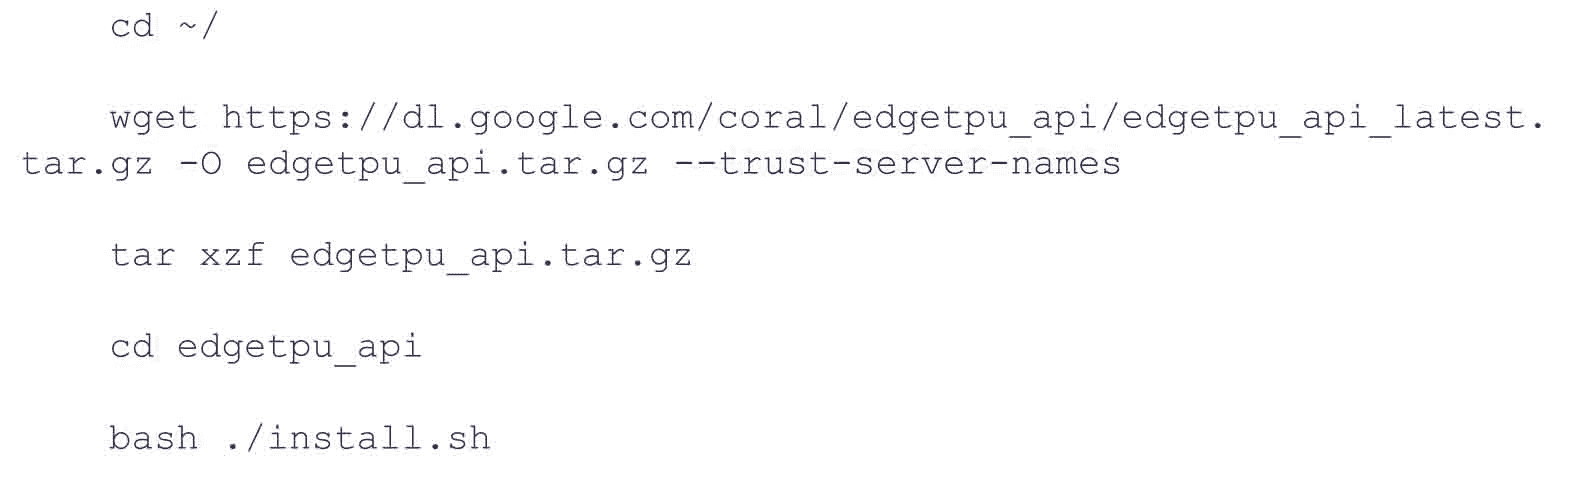 cd ~/
wget https://dl.google.com/coral/edgetpu_api/edgetpu_api_latest.
tar.gz -O edgetpu_api.tar.gz --trust-server-names
tar xzf edgetpu_api.tar.gz
cd edgetpu_api
bash ./install.sh